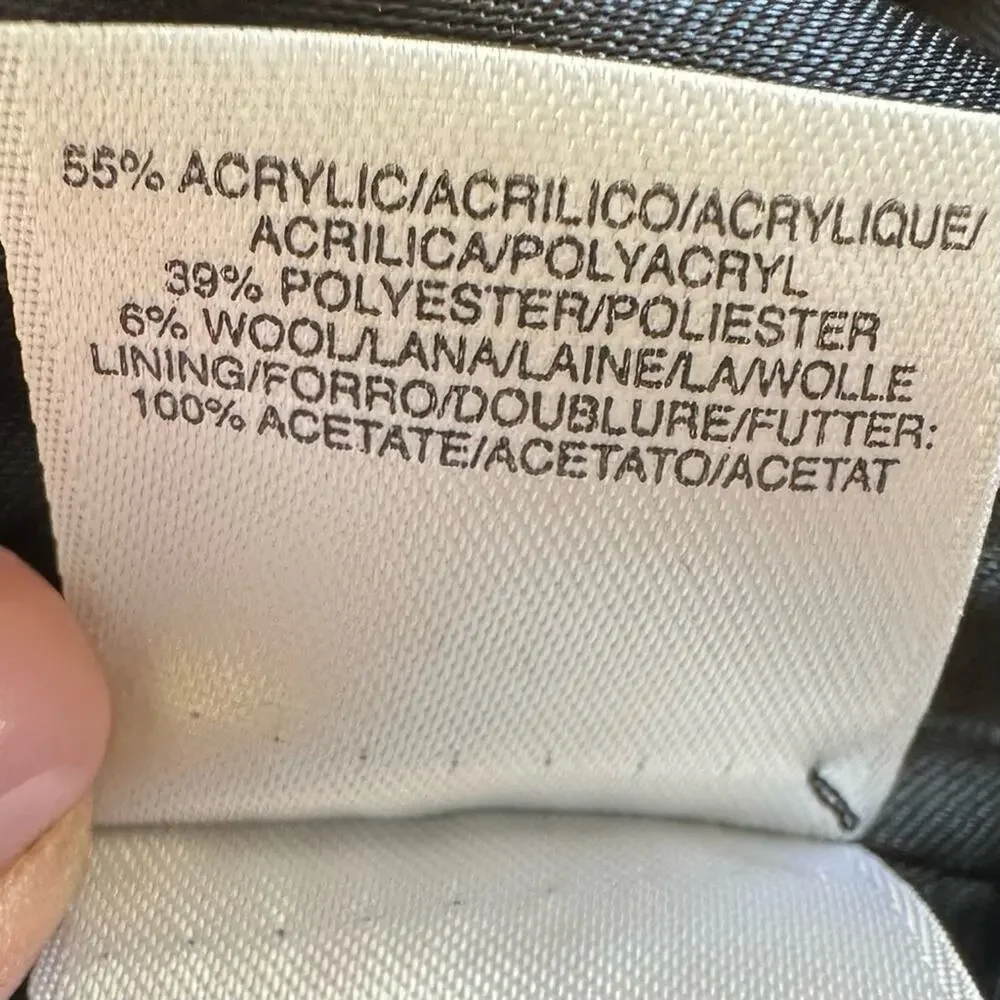 55% ACRYLIC/ACRILICO/ACRYLIQUE/
ACRILICA/POLYACRYL
39% POLYESTER/POLIESTER
6% WOOL/LANA/LAINE/LA/WOLLE
LINING/FORRO/DOUBLURE/FUTTER:
100% ACETATE/ACETATO/ACETAT